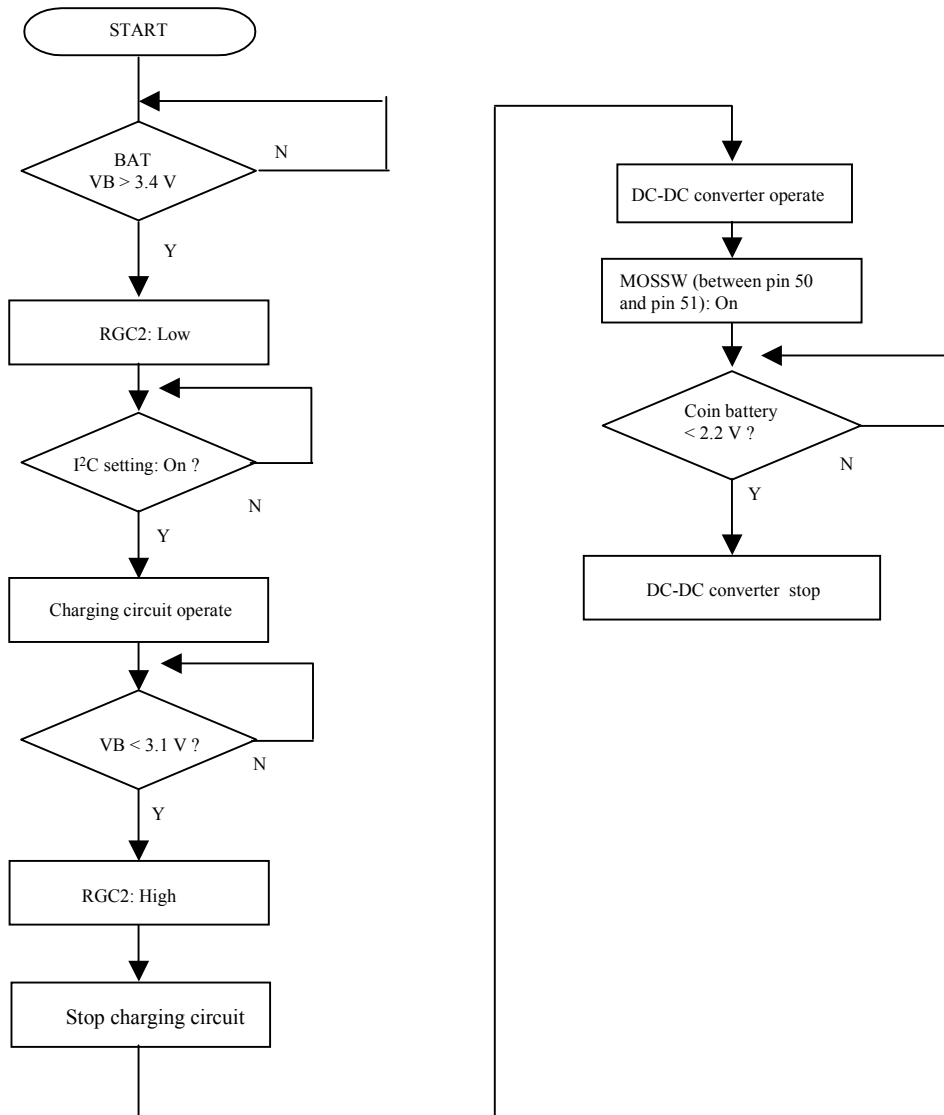 START
BAT
VB > 3.4 V
N
Y
RGC2: Low
I²C setting: On ?
N
Y
Charging circuit operate
VB < 3.1 V ?
N
Y
RGC2: High
Stop charging circuit
DC-DC converter operate
MOSSW (between pin 50
and pin 51): On
Coin battery
< 2.2 V ?
N
Y
DC-DC converter stop